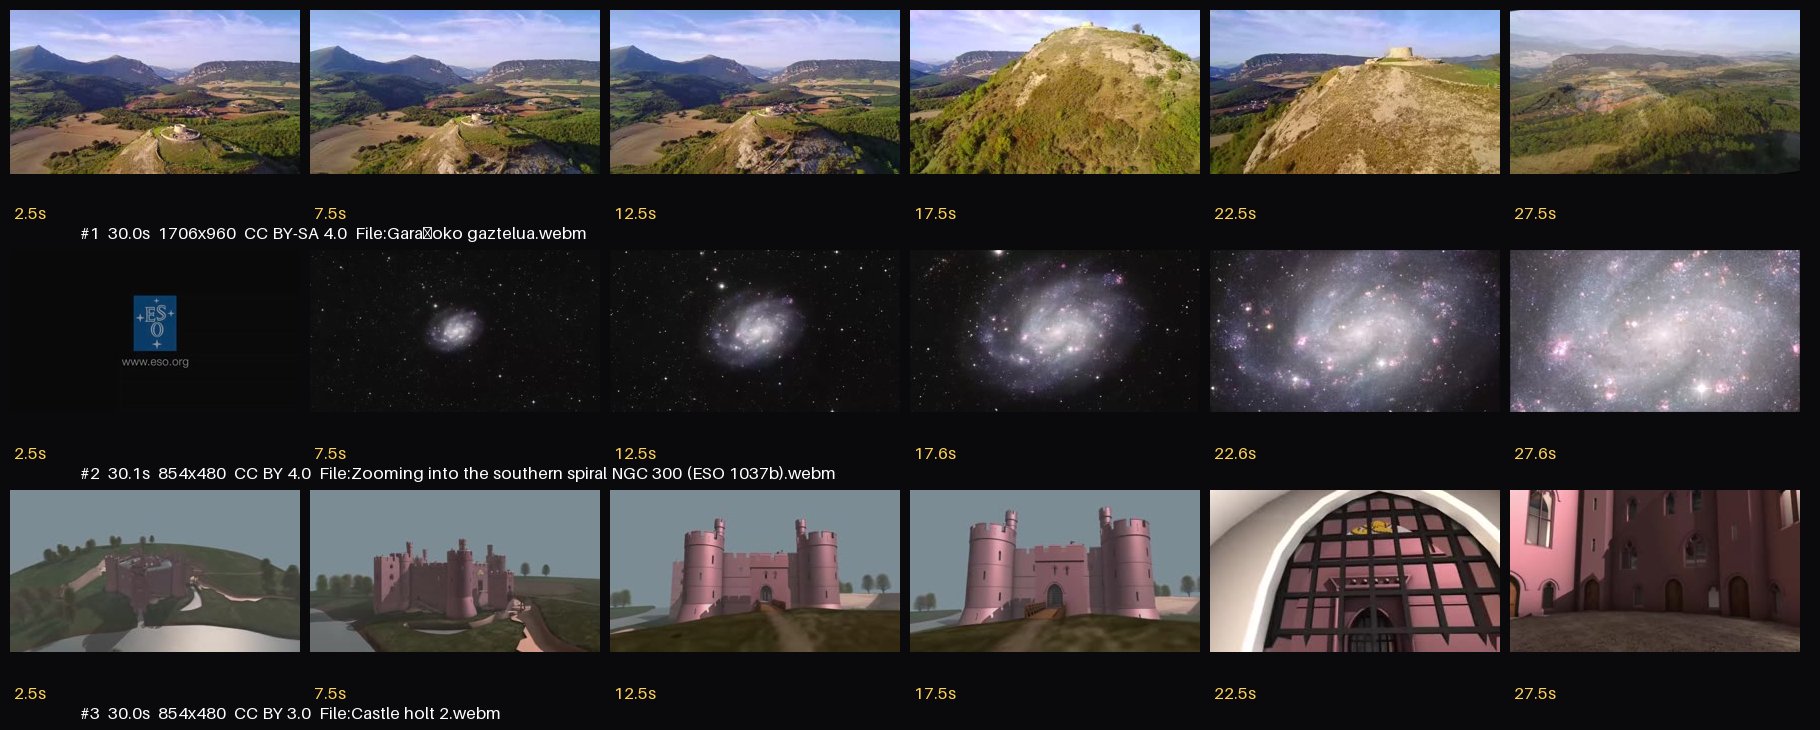 2.5s 7.5s 12.5s 17.5s 22.5s 27.5s
#1 30.0s 1706x960 CC BY-SA 4.0 File:Gara▯oko gaztelua.webm
ESO
www.eso.org
2.5s 7.5s 12.5s 17.6s 22.6s 27.6s
#2 30.1s 854x480 CC BY 4.0 File:Zooming into the southern spiral NGC 300 (ESO 1037b).webm
2.5s 7.5s 12.5s 17.5s 22.5s 27.5s
#3 30.0s 854x480 CC BY 3.0 File:Castle holt 2.webm